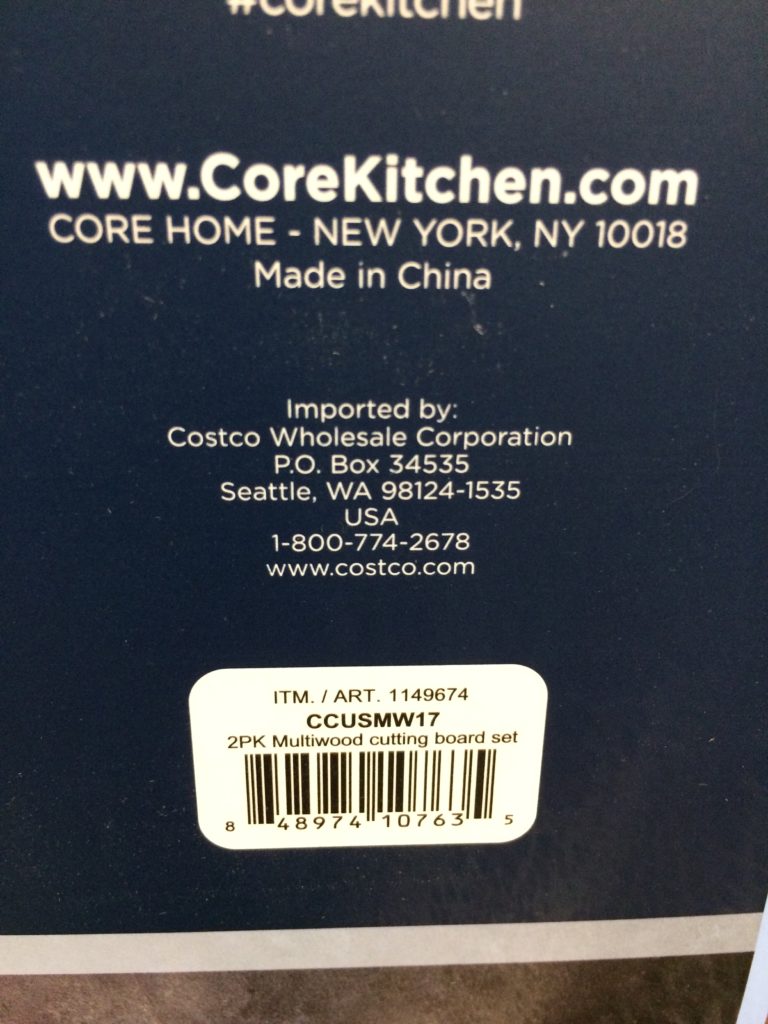 #corekitchen
www.CoreKitchen.com
CORE HOME - NEW YORK, NY 10018
Made in China
Imported by:
Costco Wholesale Corporation
P.O. Box 34535
Seattle, WA 98124-1535
USA
1-800-774-2678
www.costco.com
ITM. / ART. 1149674
CCUSMW17
2PK Multiwood cutting board set
8 48974 10763 5